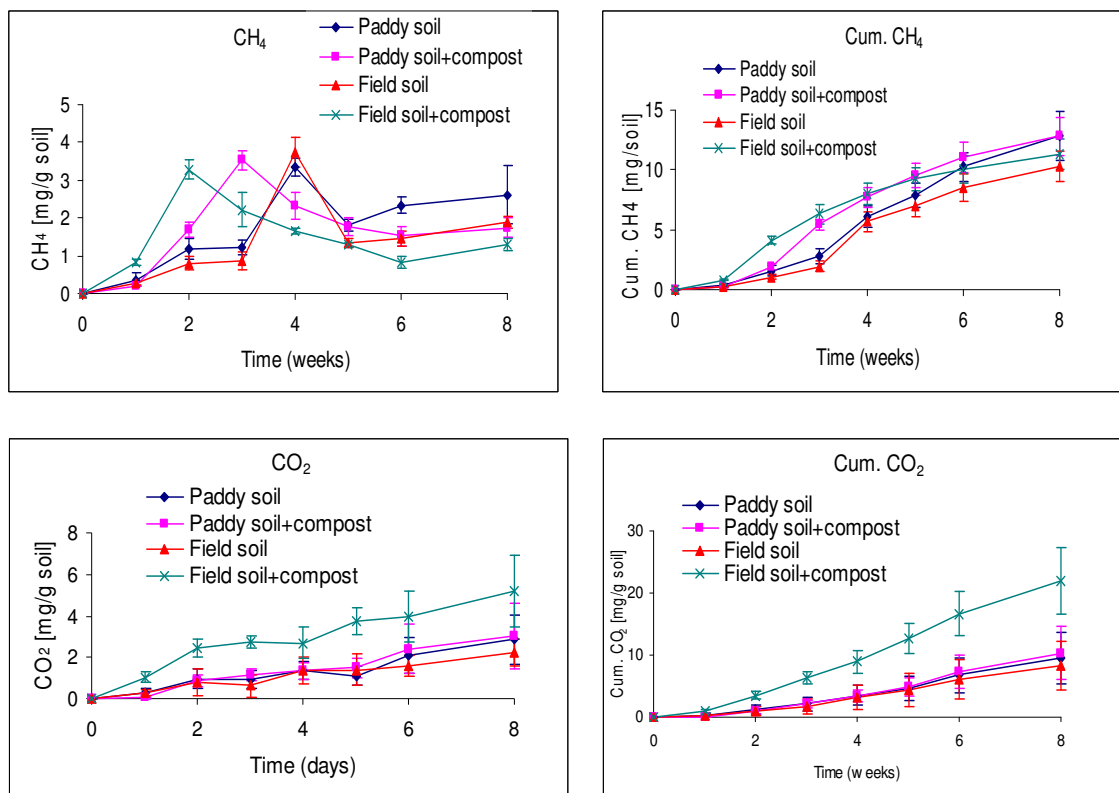 CH₄
Paddy soil
Paddy soil+compost
Field soil
Field soil+compost
CH₄ [mg/g soil]
5
4
3
2
1
0
0 2 4 6 8
Time (weeks)
Cum. CH₄
Paddy soil
Paddy soil+compost
Field soil
Field soil+compost
Cum. CH4 [mg/soil]
15
10
5
0
0 2 4 6 8
Time (weeks)
CO₂
Paddy soil
Paddy soil+compost
Field soil
Field soil+compost
CO₂ [mg/g soil]
8
6
4
2
0
0 2 4 6 8
Time (days)
Cum. CO₂
Paddy soil
Paddy soil+compost
Field soil
Field soil+compost
Cum. CO₂ [mg/g soil]
30
20
10
0
0 2 4 6 8
Time (weeks)